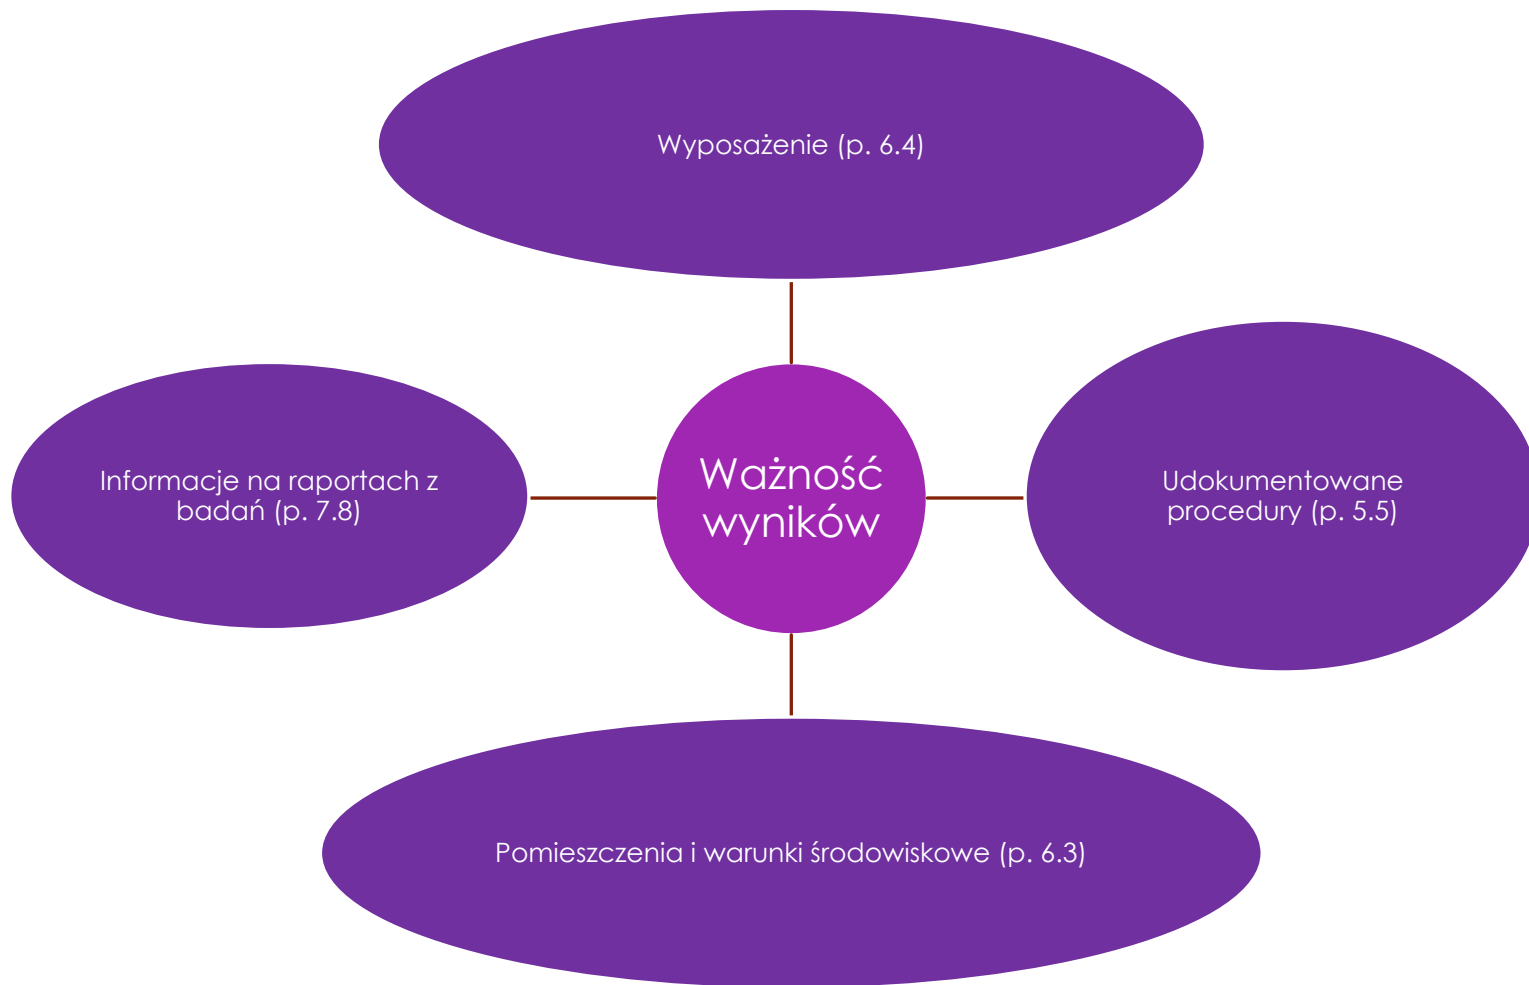 Wyposażenie (p. 6.4)
Informacje na raportach z
badań (p. 7.8)
Ważność
wyników
Udokumentowane
procedury (p. 5.5)
Pomieszczenia i warunki środowiskowe (p. 6.3)